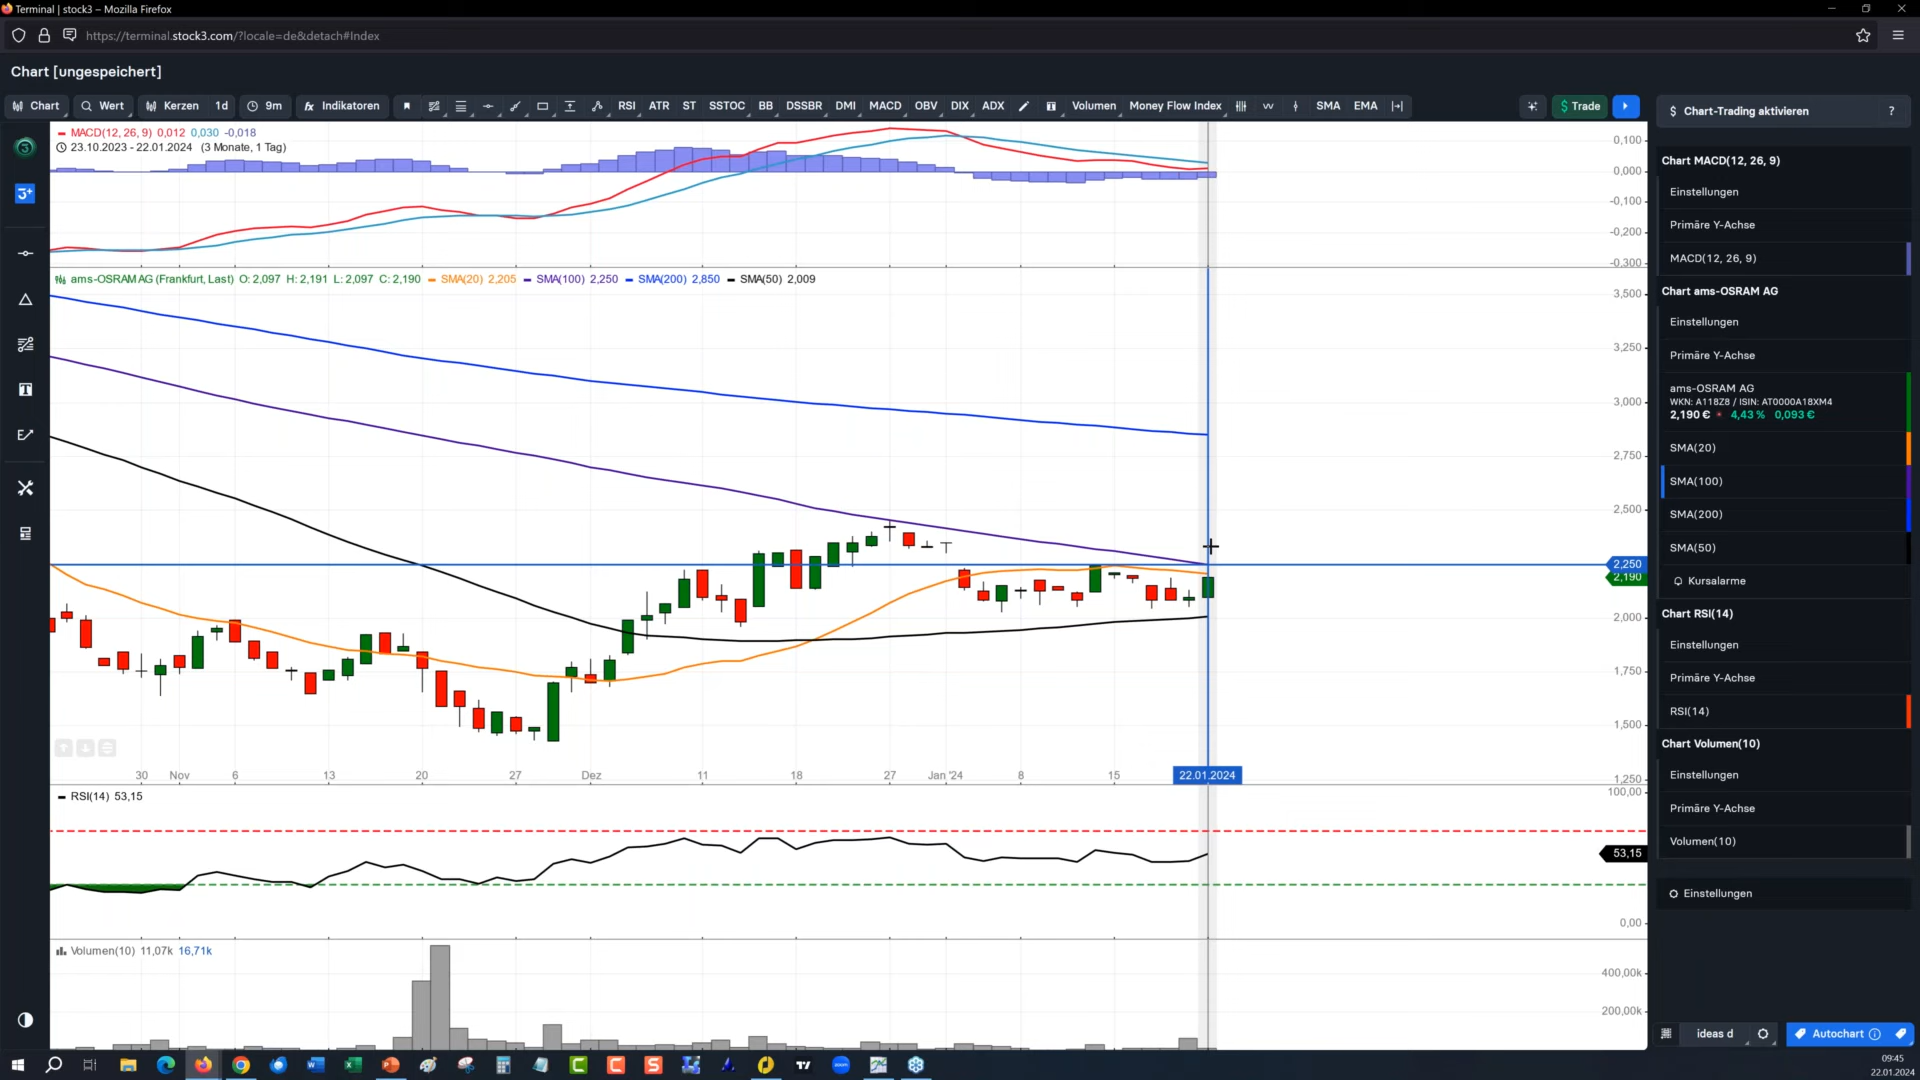 Terminal | stock3 – Mozilla Firefox
https://terminal.stock3.com/?locale=de&detach#Index
Chart [ungespeichert]
Chart Wert Kerzen 1d 9m fx Indikatoren RSI ATR ST SSTOC BB DSSBR DMI MACD OBV DIX ADX Volumen Money Flow Index SMA EMA $ Trade
$ Chart-Trading aktivieren ?
MACD(12, 26, 9) 0,012 0,030 -0,018
23.10.2023 - 22.01.2024 (3 Monate, 1 Tag)
0,100
0,000
-0,100
-0,200
-0,300
ams-OSRAM AG (Frankfurt, Last) O: 2,097 H: 2,191 L: 2,097 C: 2,190 SMA(20) 2,205 SMA(100) 2,250 SMA(200) 2,850 SMA(50) 2,009
3,500
3,250
3,000
2,750
2,500
2,250
2,190
2,000
1,750
1,500
1,250
30 Nov 6 13 20 27 Dez 11 18 27 Jan '24 8 15 22.01.2024
RSI(14) 53,15
100,00
53,15
0,00
Volumen(10) 11,07k 16,71k
400,00k
200,00k
Chart MACD(12, 26, 9)
Einstellungen
Primäre Y-Achse
MACD(12, 26, 9)
Chart ams-OSRAM AG
Einstellungen
Primäre Y-Achse
ams-OSRAM AG
WKN: A118Z8 / ISIN: AT0000A18XM4
2,190 € 4,43 % 0,093 €
SMA(20)
SMA(100)
SMA(200)
SMA(50)
Kursalarme
Chart RSI(14)
Einstellungen
Primäre Y-Achse
RSI(14)
Chart Volumen(10)
Einstellungen
Primäre Y-Achse
Volumen(10)
Einstellungen
ideas d
Autochart
09:45
22.01.2024